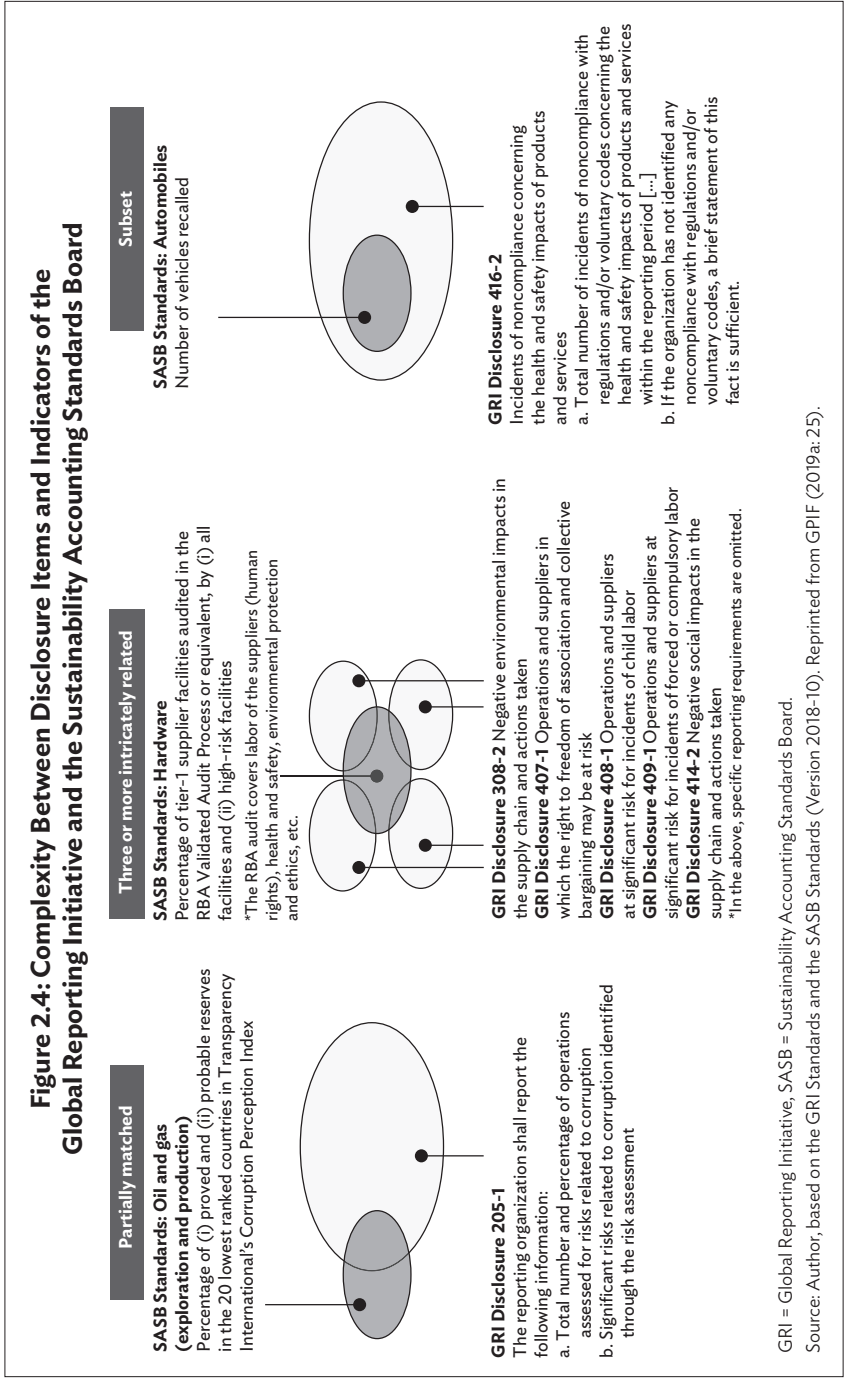 Figure 2.4: Complexity Between Disclosure Items and Indicators of the
Global Reporting Initiative and the Sustainability Accounting Standards Board
Partially matched
SASB Standards: Oil and gas
(exploration and production)
Percentage of (i) proved and (ii) probable reserves
in the 20 lowest ranked countries in Transparency
International's Corruption Perception Index
GRI Disclosure 205-1
The reporting organization shall report the
following information:
a. Total number and percentage of operations
assessed for risks related to corruption
b. Significant risks related to corruption identified
through the risk assessment
Three or more intricately related
SASB Standards: Hardware
Percentage of tier-1 supplier facilities audited in the
RBA Validated Audit Process or equivalent, by (i) all
facilities and (ii) high-risk facilities
*The RBA audit covers labor of the suppliers (human
rights), health and safety, environmental protection
and ethics, etc.
GRI Disclosure 308-2 Negative environmental impacts in
the supply chain and actions taken
GRI Disclosure 407-1 Operations and suppliers in
which the right to freedom of association and collective
bargaining may be at risk
GRI Disclosure 408-1 Operations and suppliers
at significant risk for incidents of child labor
GRI Disclosure 409-1 Operations and suppliers at
significant risk for incidents of forced or compulsory labor
GRI Disclosure 414-2 Negative social impacts in the
supply chain and actions taken
*In the above, specific reporting requirements are omitted.
Subset
SASB Standards: Automobiles
Number of vehicles recalled
GRI Disclosure 416-2
Incidents of noncompliance concerning
the health and safety impacts of products
and services
a. Total number of incidents of noncompliance with
regulations and/or voluntary codes concerning the
health and safety impacts of products and services
within the reporting period [...]
b. If the organization has not identified any
noncompliance with regulations and/or
voluntary codes, a brief statement of this
fact is sufficient.
GRI = Global Reporting Initiative, SASB = Sustainability Accounting Standards Board.
Source: Author, based on the GRI Standards and the SASB Standards (Version 2018-10). Reprinted from GPIF (2019a: 25).